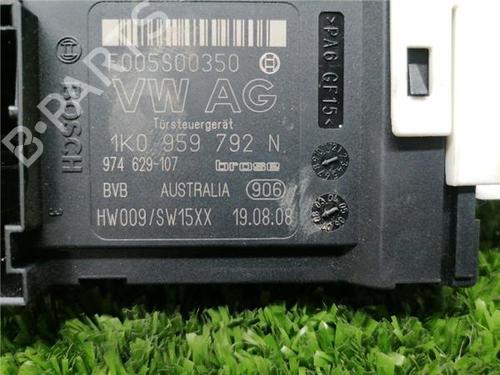 F005S00350
VW AG
Türsteuergerät
1K0 959 792 N
974 629-107 brose
BVB AUSTRALIA 906
HW009/SW15XX 19.08.08
BOSCH
>PA6 GF15<
B-PARTS